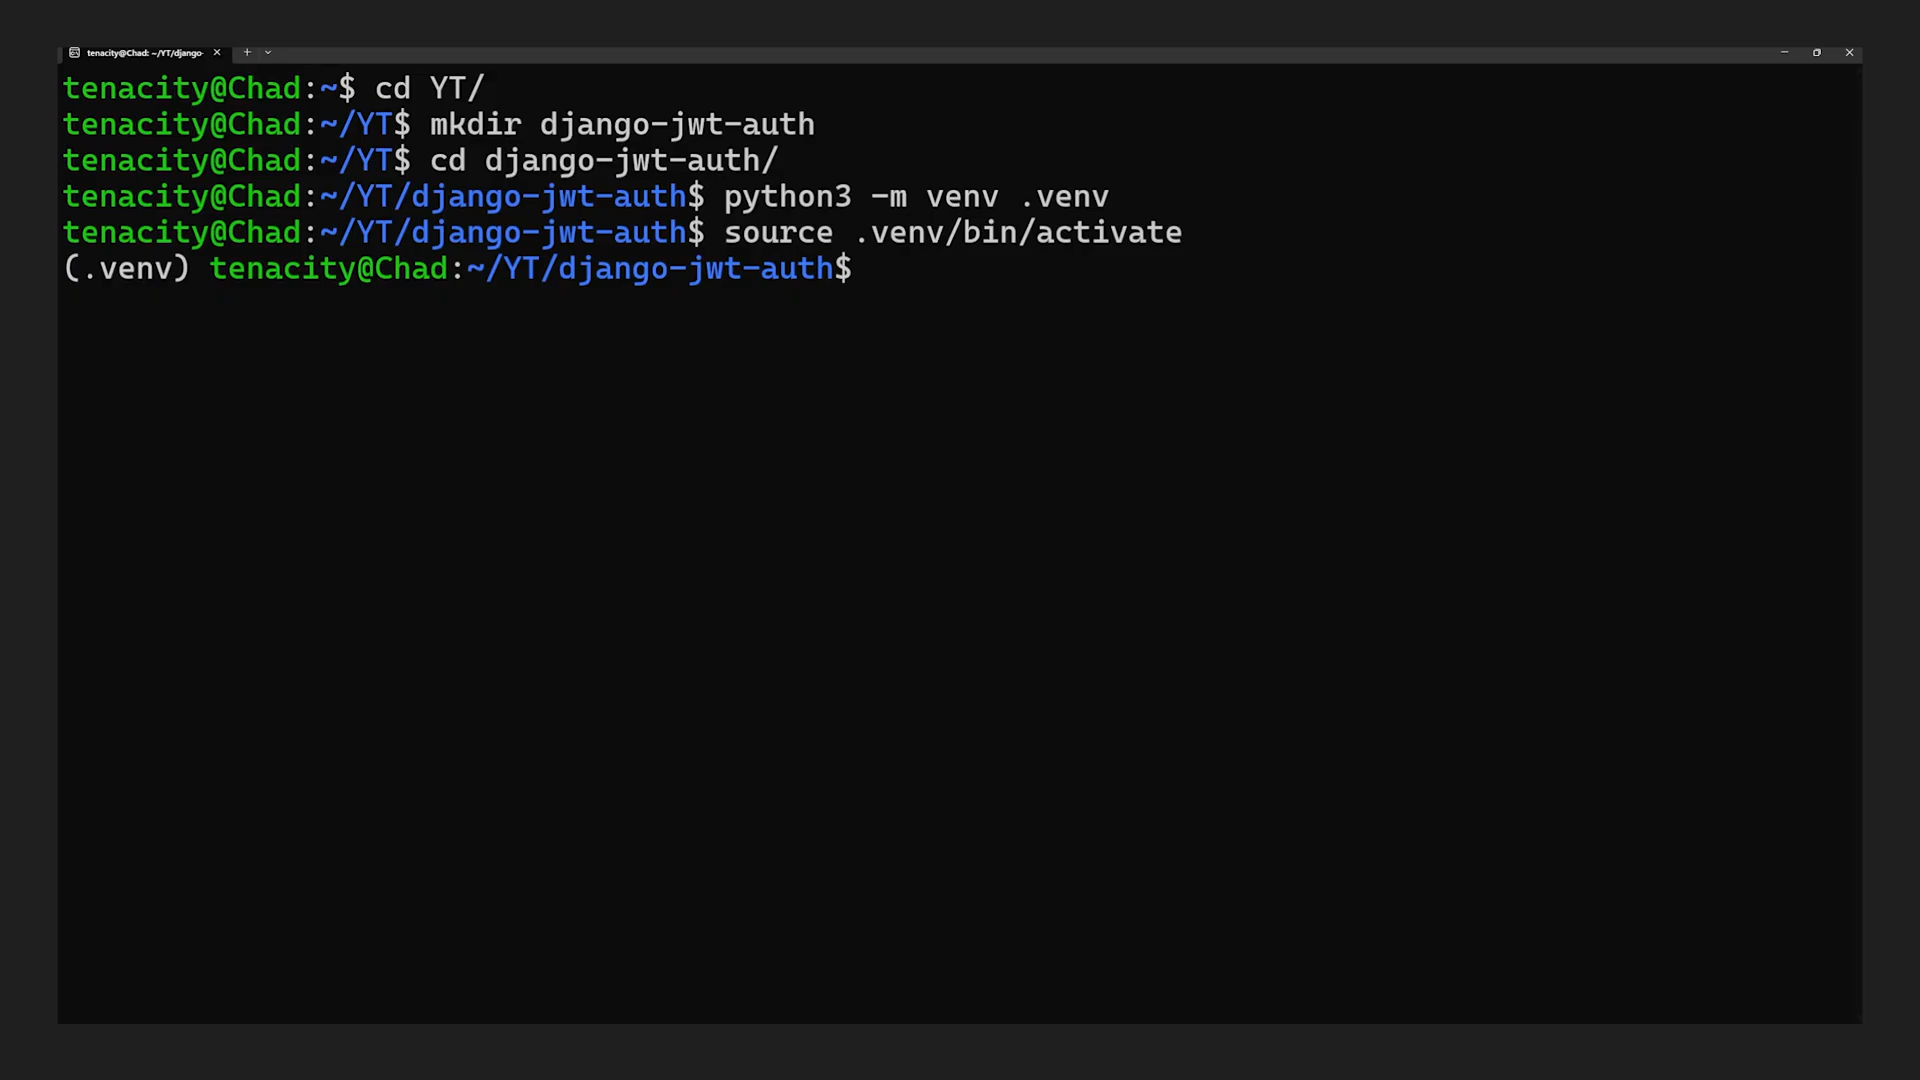 tenacity@Chad: ~/YT/django-
tenacity@Chad:~$ cd YT/
tenacity@Chad:~/YT$ mkdir django-jwt-auth
tenacity@Chad:~/YT$ cd django-jwt-auth/
tenacity@Chad:~/YT/django-jwt-auth$ python3 -m venv .venv
tenacity@Chad:~/YT/django-jwt-auth$ source .venv/bin/activate
(.venv) tenacity@Chad:~/YT/django-jwt-auth$